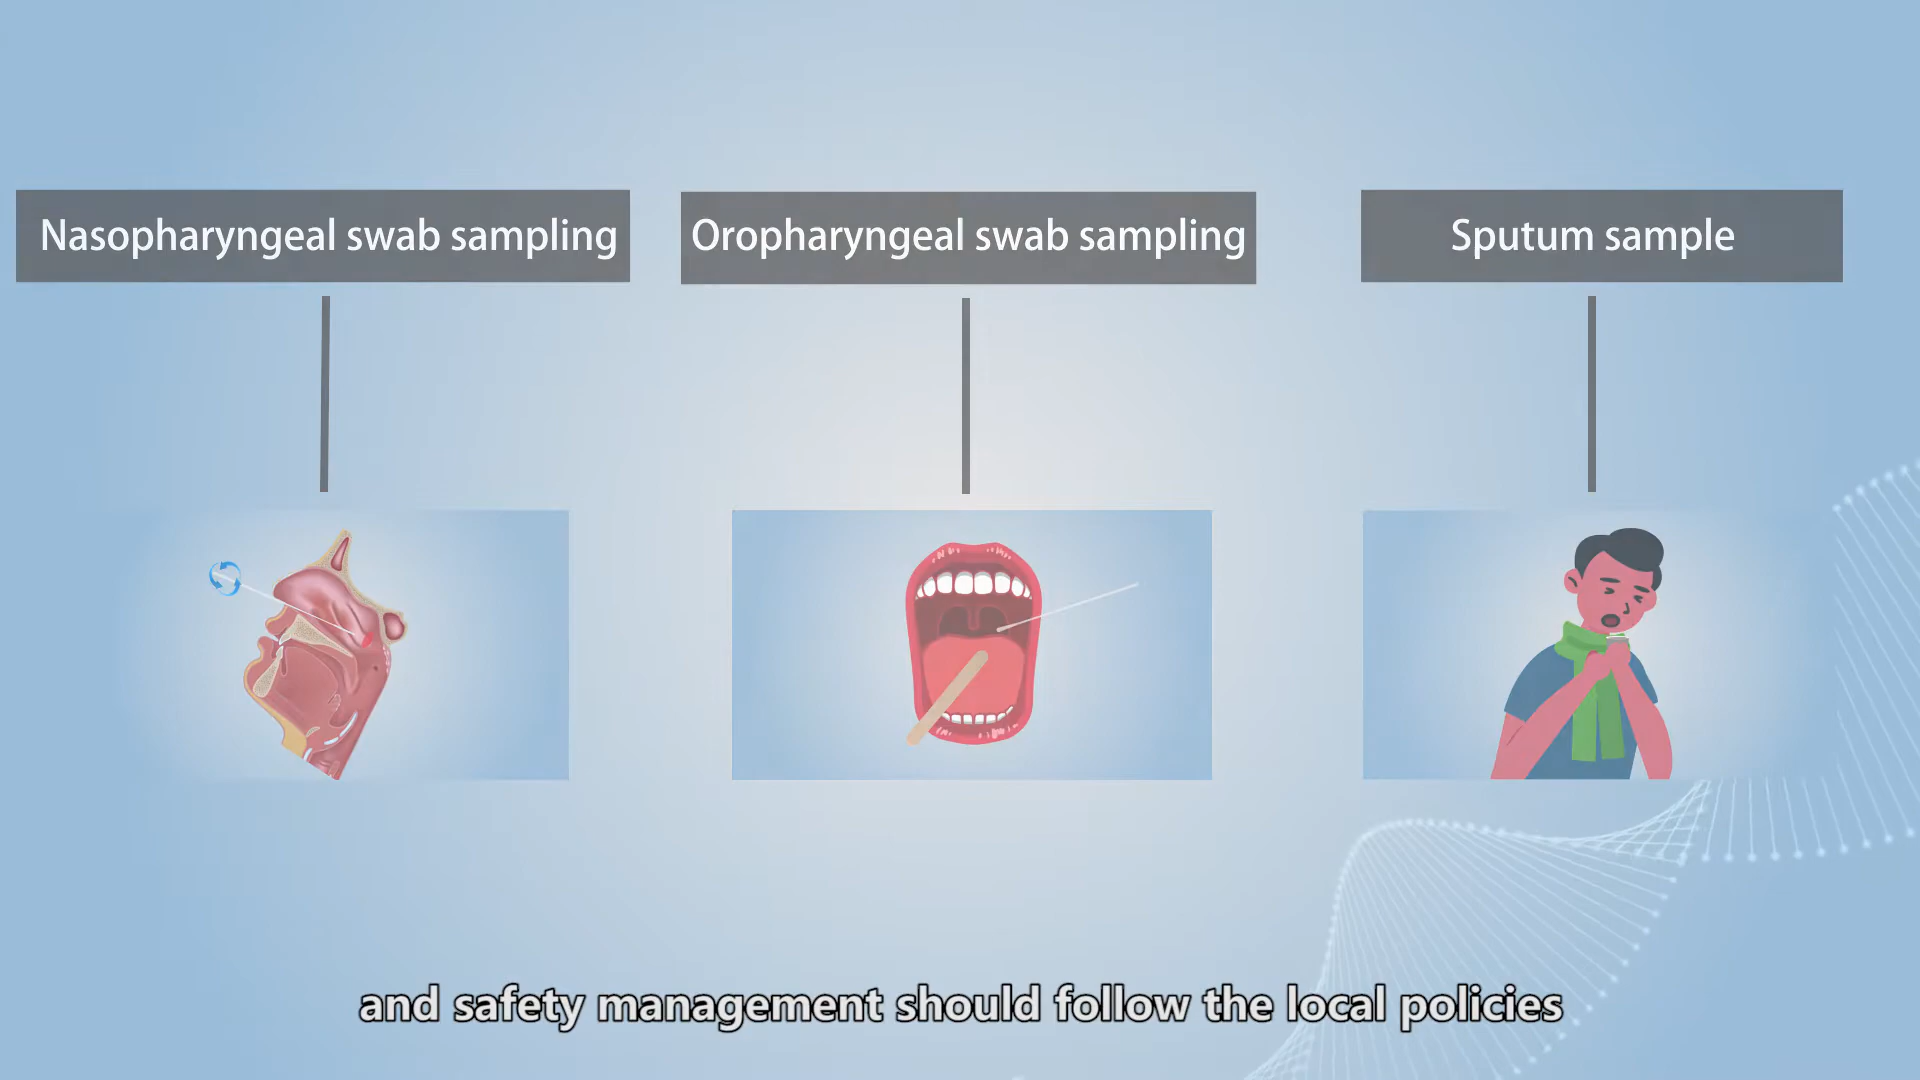 Nasopharyngeal swab sampling
Oropharyngeal swab sampling
Sputum sample
and safety management should follow the local policies